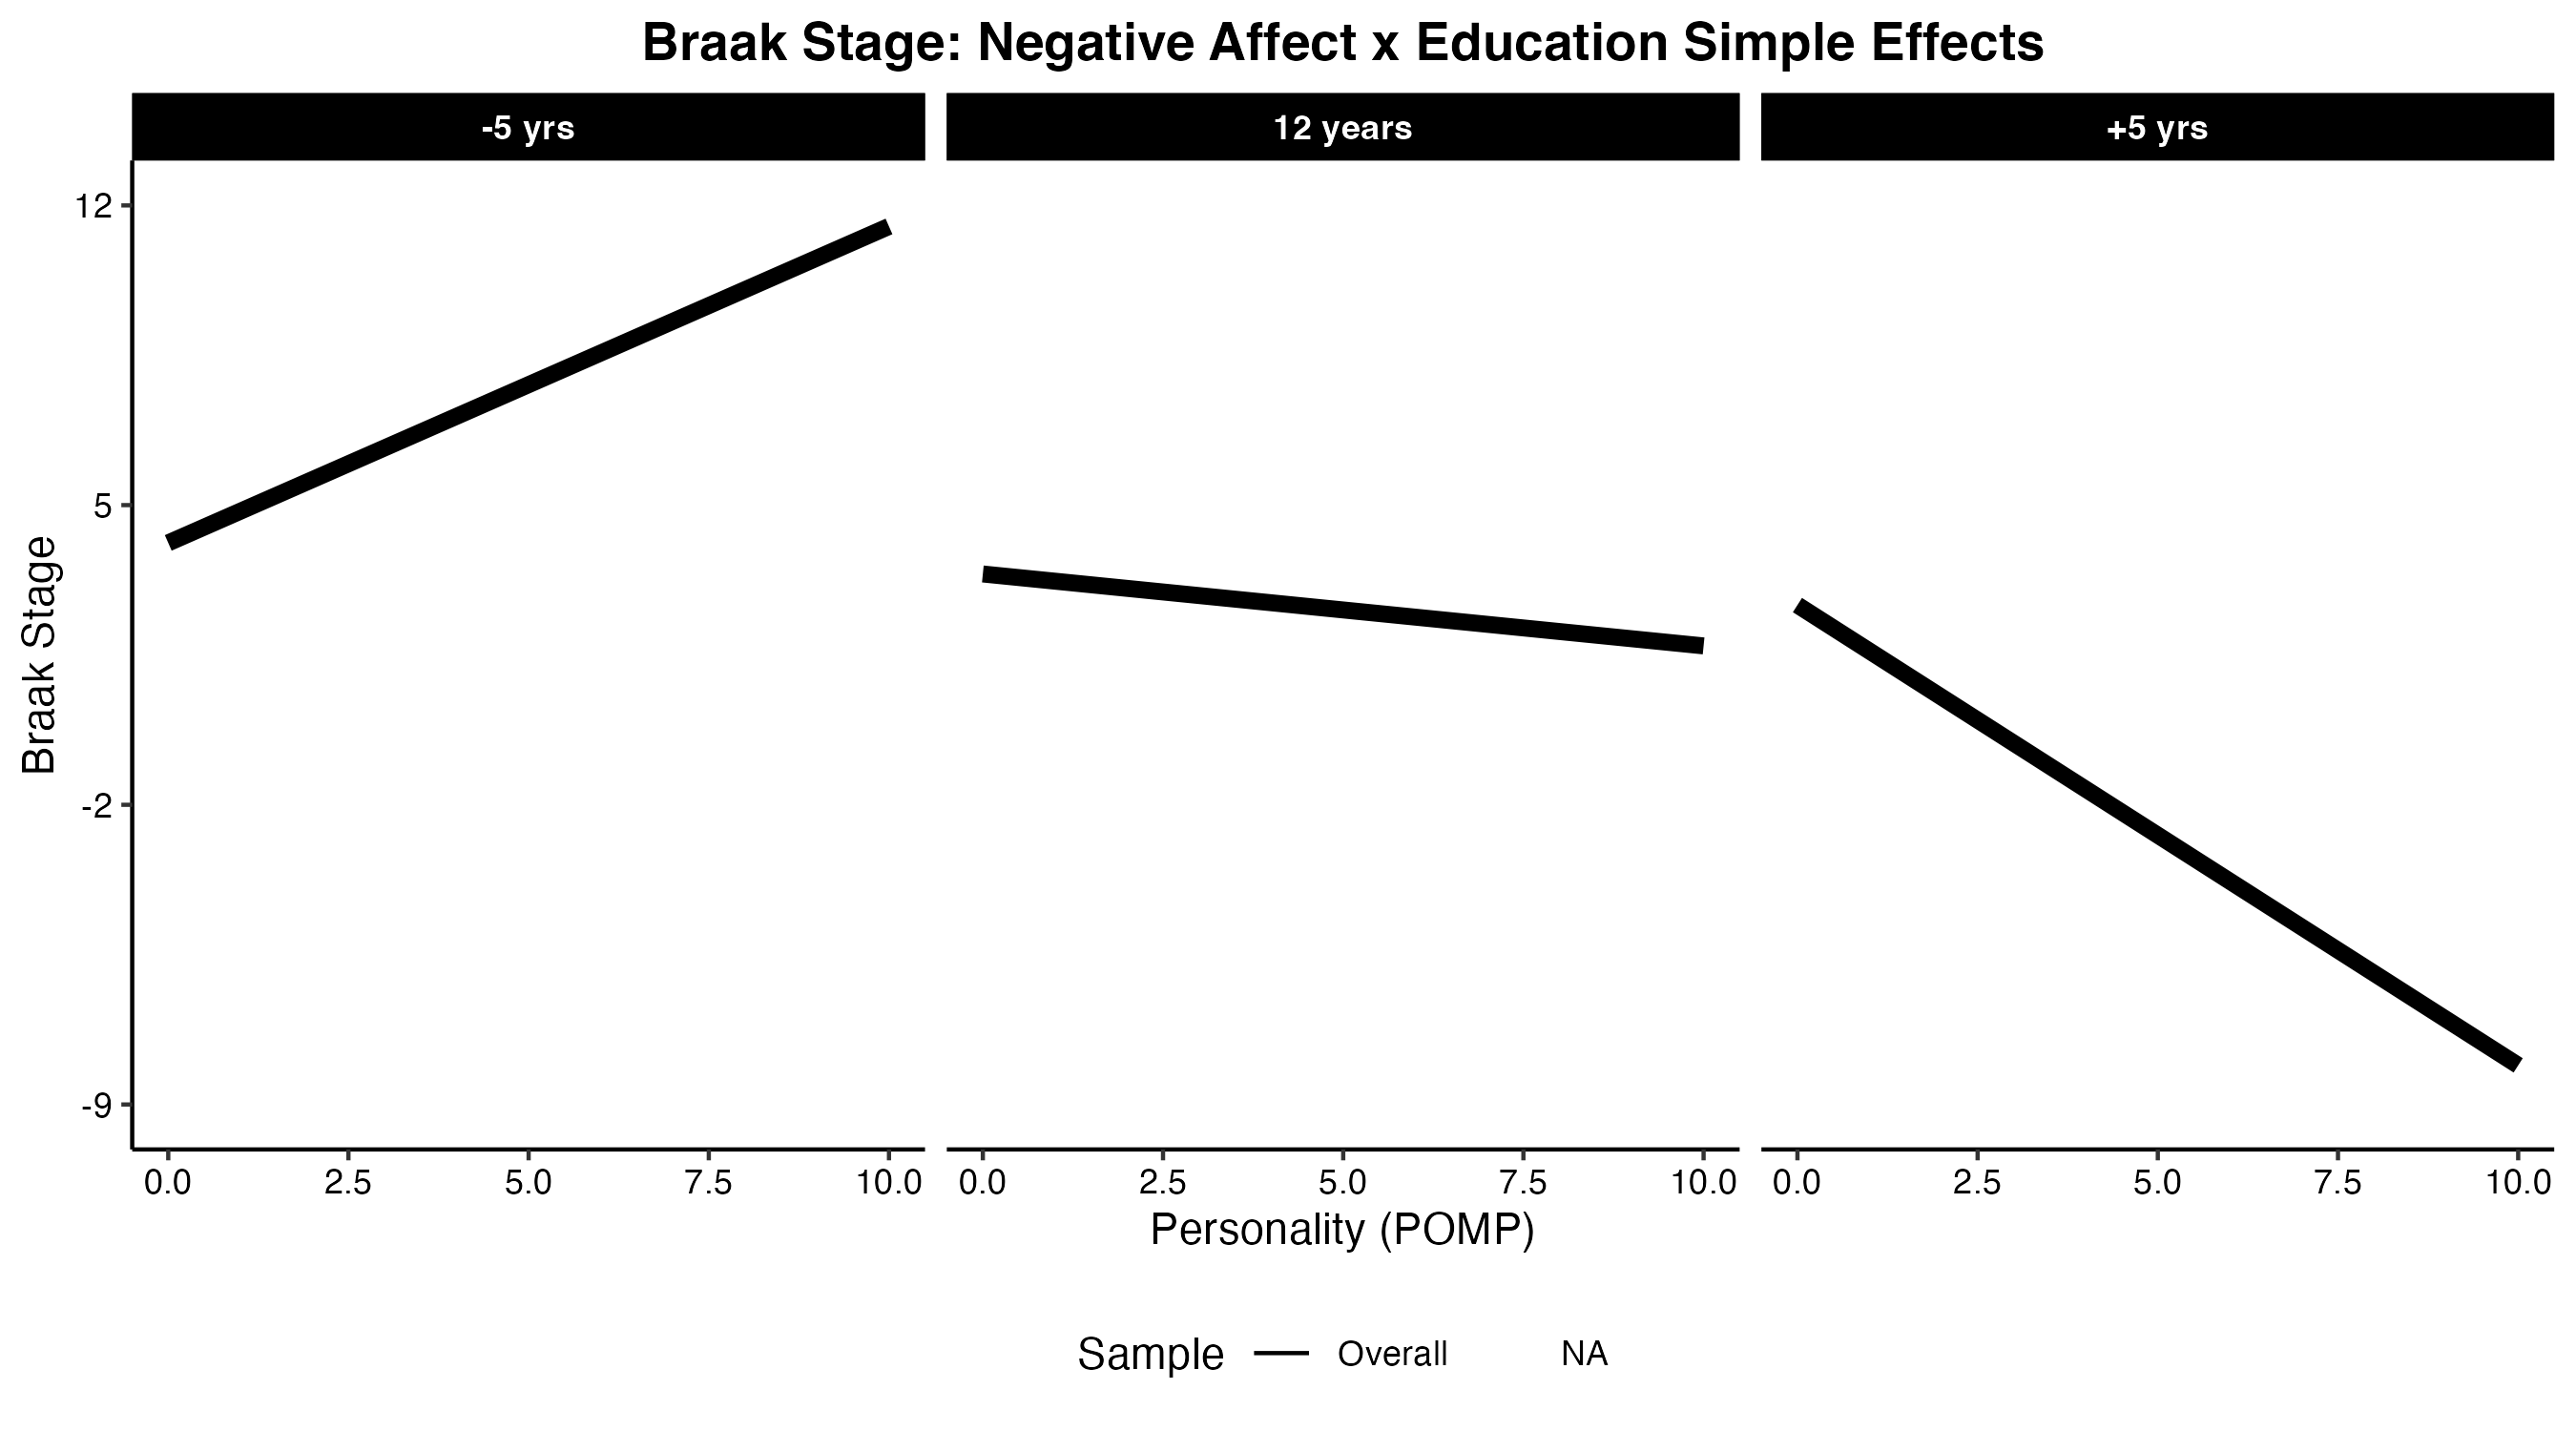 Braak Stage: Negative Affect x Education Simple Effects
-5 yrs 12 years +5 yrs
12
5
-2
-9
Braak Stage
0.0 2.5 5.0 7.5 10.0 0.0 2.5 5.0 7.5 10.0 0.0 2.5 5.0 7.5 10.0
Personality (POMP)
Sample Overall NA